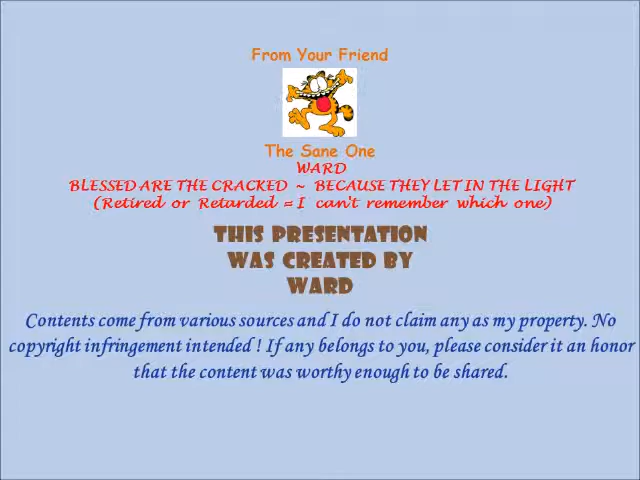 From Your Friend
The Sane One
WARD
BLESSED ARE THE CRACKED ~ BECAUSE THEY LET IN THE LIGHT
(Retired or Retarded = I can't remember which one)
THIS PRESENTATION
WAS CREATED BY
WARD
Contents come from various sources and I do not claim any as my property. No
copyright infringement intended ! If any belongs to you, please consider it an honor
that the content was worthy enough to be shared.